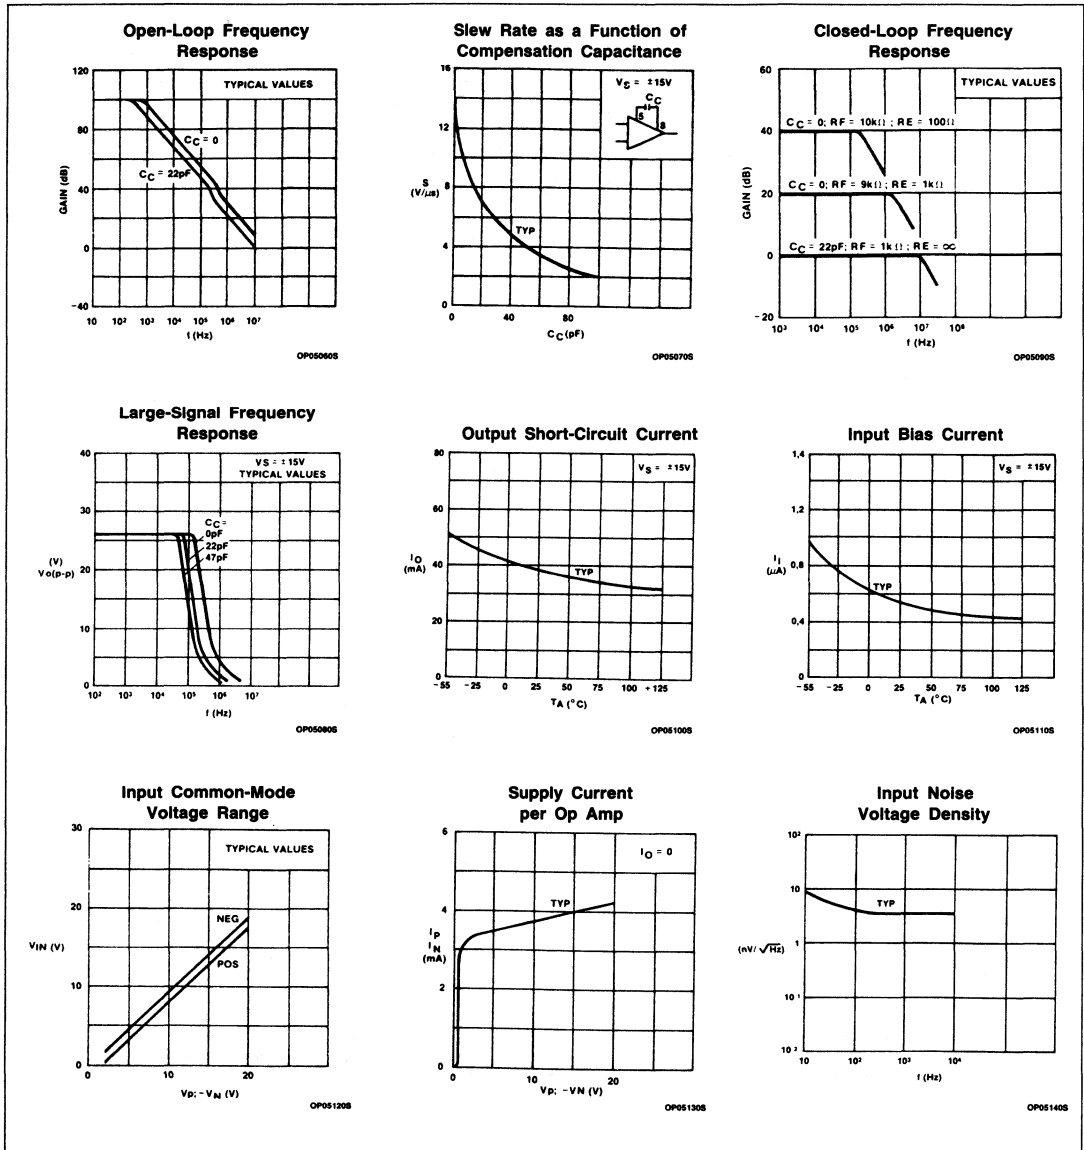 Open-Loop Frequency
Response
TYPICAL VALUES
120
80
40
0
-40
GAIN (dB)
C C = 0
C C = 22pF
10 10² 10³ 10⁴ 10⁵ 10⁶ 10⁷
f (Hz)
OP05060S
Slew Rate as a Function of
Compensation Capacitance
16
12
8
4
0
S
(V/μs)
VS = ±15V
CC
5
8
TYP
0 40 80
CC(pF)
OP05070S
Closed-Loop Frequency
Response
TYPICAL VALUES
60
40
20
0
-20
GAIN (dB)
CC = 0; RF = 10kΩ; RE = 100Ω
CC = 0; RF = 9kΩ; RE = 1kΩ
CC = 22pF; RF = 1kΩ; RE = ∞
10³ 10⁴ 10⁵ 10⁶ 10⁷ 10⁸
f (Hz)
OP05090S
Large-Signal Frequency
Response
40
30
20
10
0
VS = ±15V
TYPICAL VALUES
CC =
0pF
22pF
47pF
(V)
Vo(p-p)
10² 10³ 10⁴ 10⁵ 10⁶ 10⁷
f (Hz)
OP05080S
Output Short-Circuit Current
80
60
40
20
0
VS = ±15V
IO
(mA)
TYP
-55 -25 0 25 50 75 100 +125
TA (°C)
OP05100S
Input Bias Current
1,4
1,2
0,8
0,4
0
VS = ±15V
II
(μA)
TYP
-55 -25 0 25 50 75 100 125
TA (°C)
OP05110S
Input Common-Mode
Voltage Range
30
20
10
0
TYPICAL VALUES
VIN (V)
NEG
POS
0 10 20
Vp; -VN (V)
OP05120S
Supply Current
per Op Amp
6
4
2
0
IO = 0
TYP
IP
IN
(mA)
0 10 20
Vp; -VN (V)
OP05130S
Input Noise
Voltage Density
10²
10
1
10⁻¹
10⁻²
(nV/√Hz)
TYP
10 10² 10³ 10⁴
f (Hz)
OP05140S